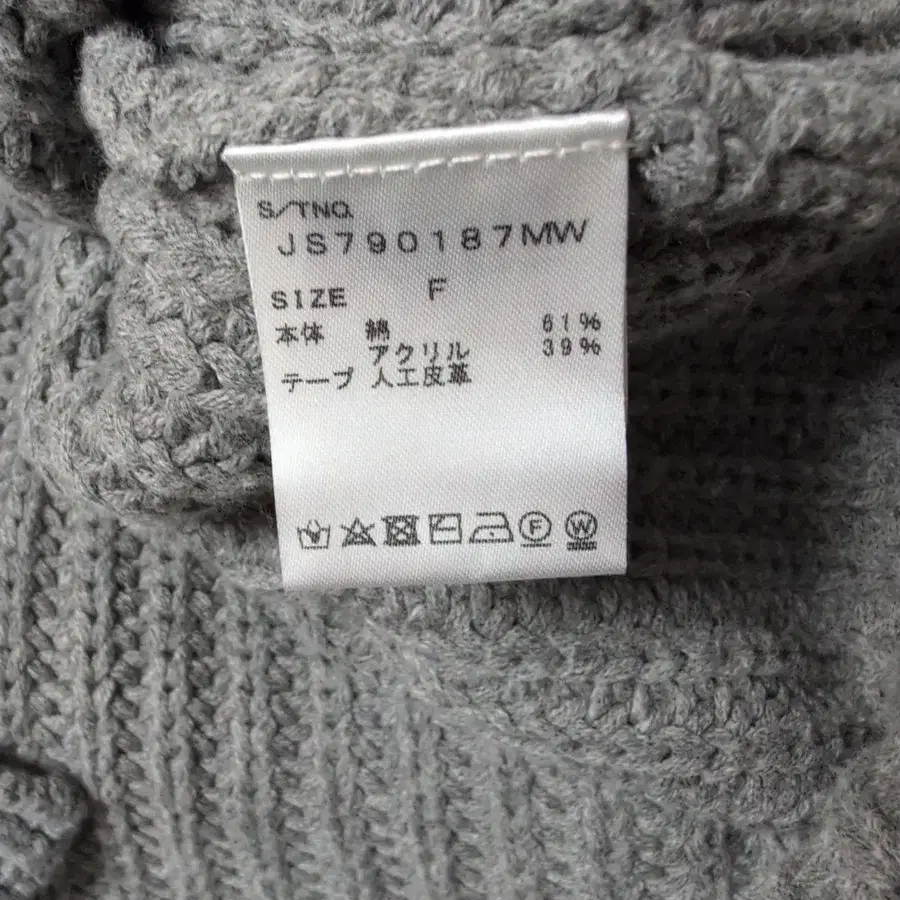 S/TNO.
JS790187MW
SIZE F
本体 綿 61%
アクリル 39%
テープ 人工皮革
F W